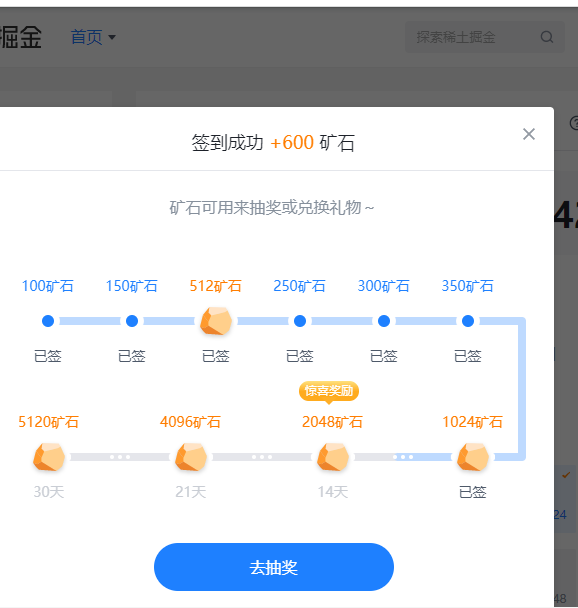 掘金
首页
探索稀土掘金
签到成功 +600 矿石
矿石可用来抽奖或兑换礼物～
100矿石 150矿石 512矿石 250矿石 300矿石 350矿石
已签 已签 已签 已签 已签 已签
惊喜奖励
5120矿石 4096矿石 2048矿石 1024矿石
30天 21天 14天 已签
24
去抽奖
48